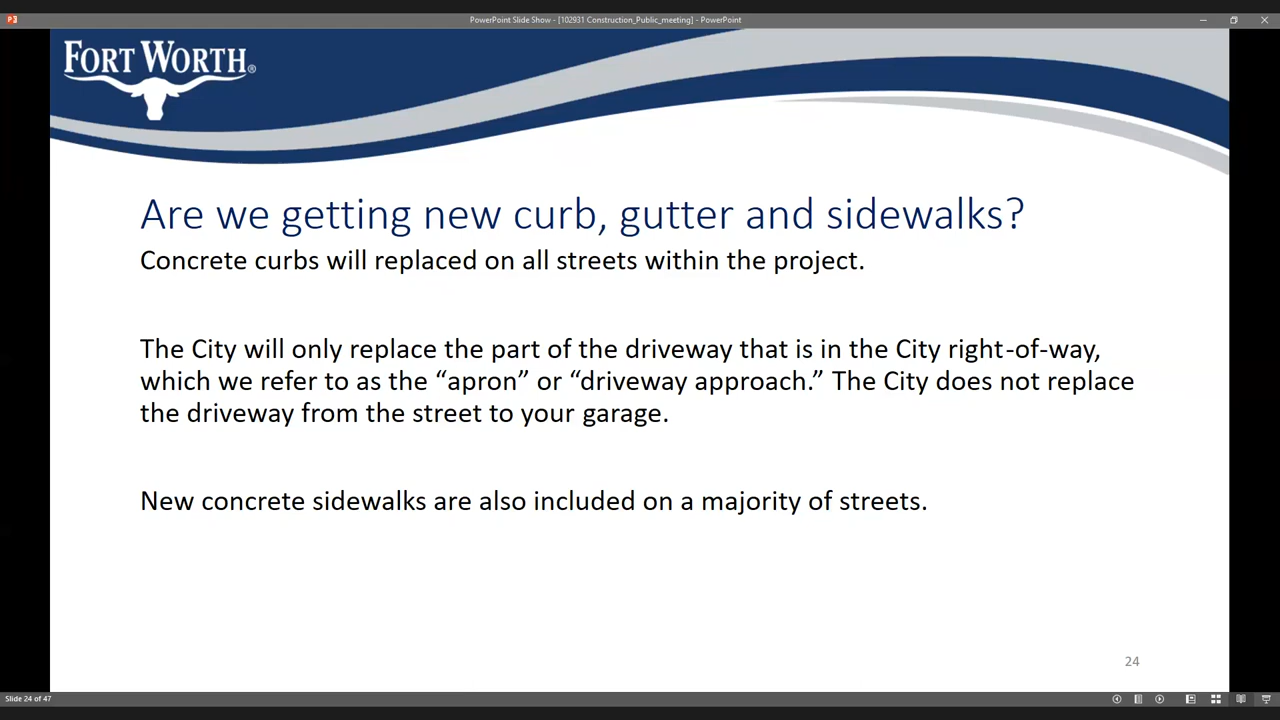 PowerPoint Slide Show - [102931 Construction_Public_meeting] - PowerPoint
FORT WORTH®
Are we getting new curb, gutter and sidewalks?
Concrete curbs will replaced on all streets within the project.
The City will only replace the part of the driveway that is in the City right-of-way,
which we refer to as the “apron” or “driveway approach.” The City does not replace
the driveway from the street to your garage.
New concrete sidewalks are also included on a majority of streets.
24
Slide 24 of 47